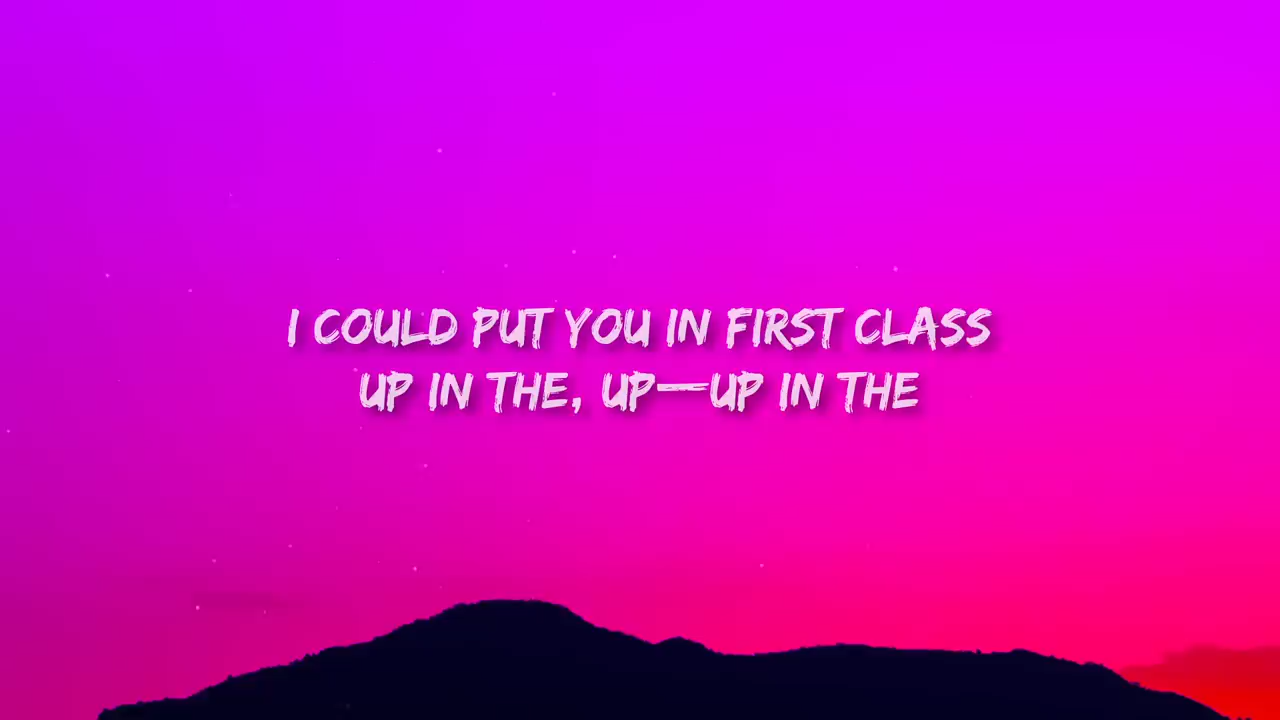 I COULD PUT YOU IN FIRST CLASS
UP IN THE, UP—UP IN THE